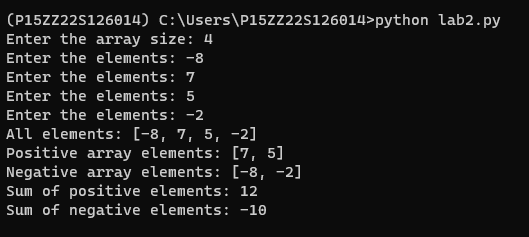 (P15ZZ22S126014) C:\Users\P15ZZ22S126014>python lab2.py
Enter the array size: 4
Enter the elements: -8
Enter the elements: 7
Enter the elements: 5
Enter the elements: -2
All elements: [-8, 7, 5, -2]
Positive array elements: [7, 5]
Negative array elements: [-8, -2]
Sum of positive elements: 12
Sum of negative elements: -10